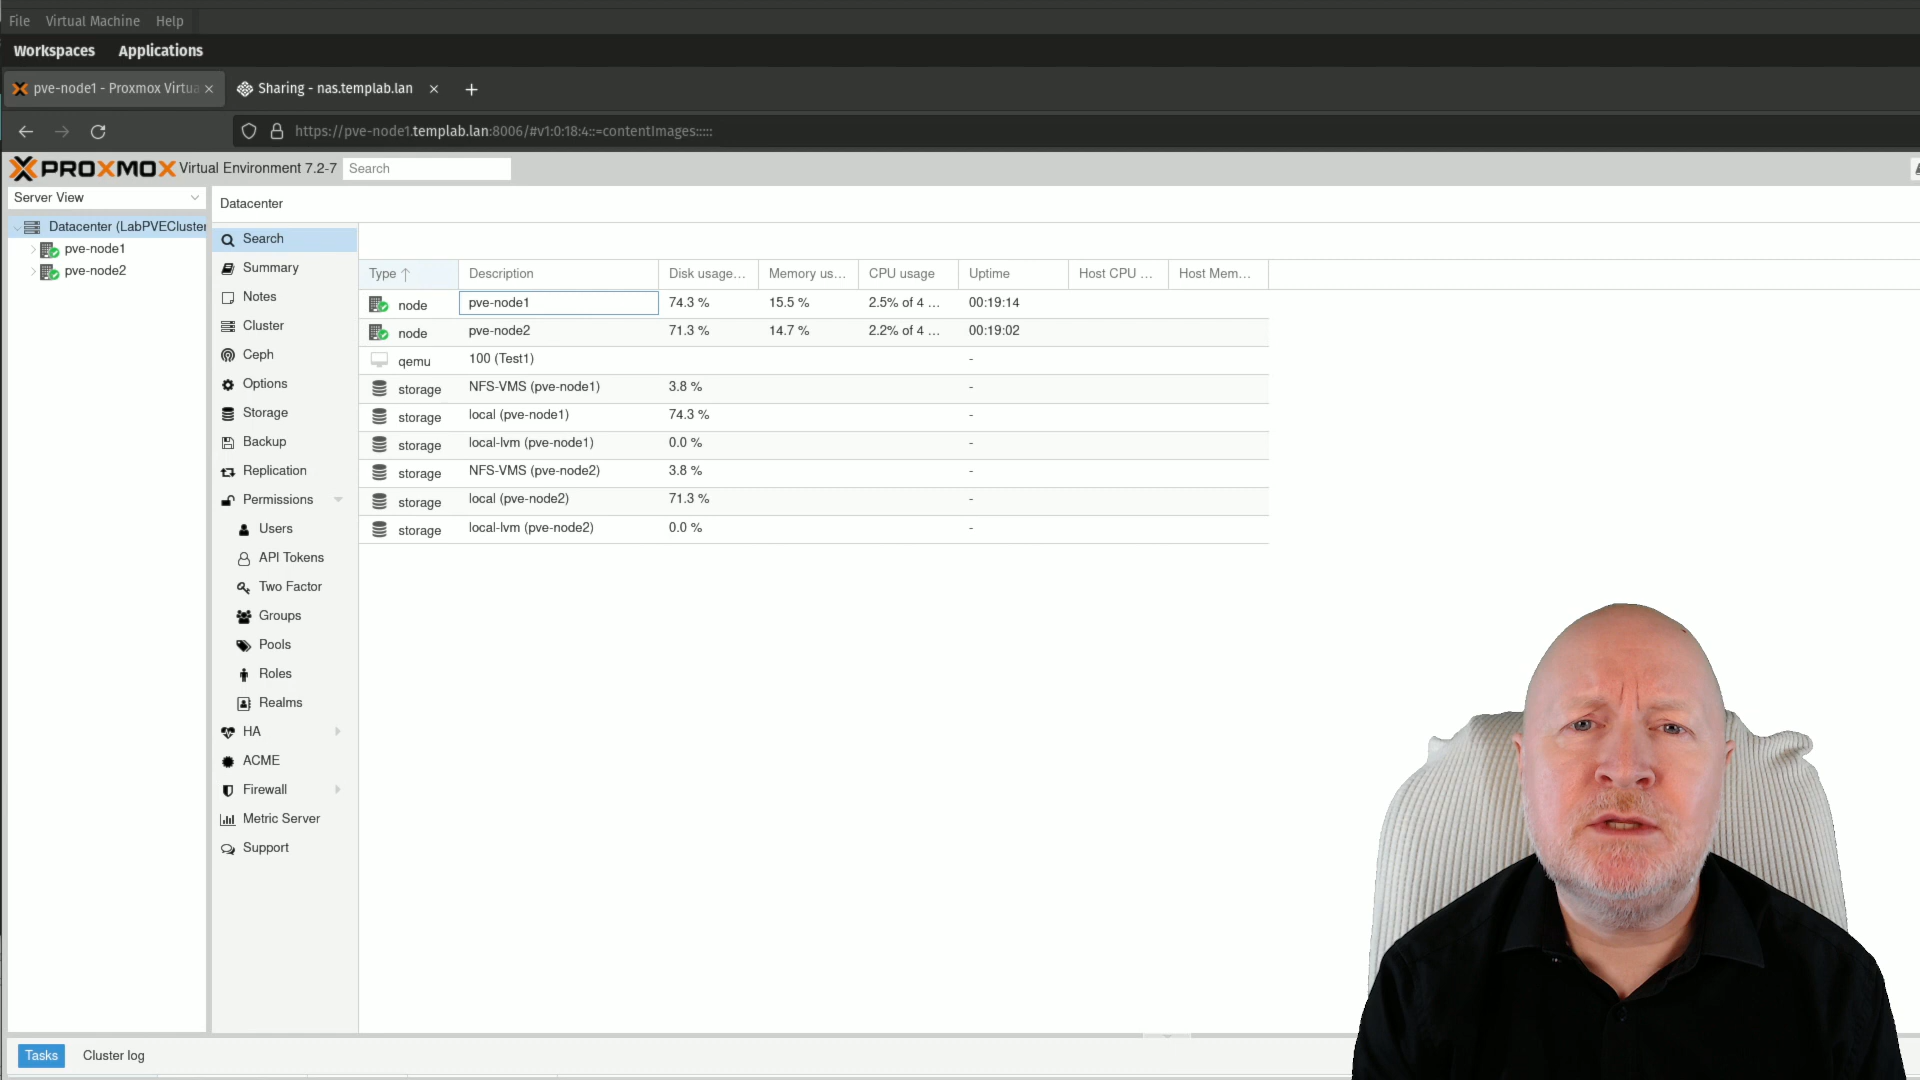 File Virtual Machine Help
Workspaces Applications
pve-node1 - Proxmox Virtua
Sharing - nas.templab.lan
https://pve-node1.templab.lan:8006/#v1:0:18:4::=contentImages:::::
PROXMOX Virtual Environment 7.2-7 Search
Server View
Datacenter (LabPVECluster
pve-node1
pve-node2
Datacenter
Search
Summary
Notes
Cluster
Ceph
Options
Storage
Backup
Replication
Permissions
Users
API Tokens
Two Factor
Groups
Pools
Roles
Realms
HA
ACME
Firewall
Metric Server
Support
Type Description Disk usage... Memory us... CPU usage Uptime Host CPU ... Host Mem...
node pve-node1 74.3 % 15.5 % 2.5% of 4 ... 00:19:14
node pve-node2 71.3 % 14.7 % 2.2% of 4 ... 00:19:02
qemu 100 (Test1) -
storage NFS-VMS (pve-node1) 3.8 % -
storage local (pve-node1) 74.3 % -
storage local-lvm (pve-node1) 0.0 % -
storage NFS-VMS (pve-node2) 3.8 % -
storage local (pve-node2) 71.3 % -
storage local-lvm (pve-node2) 0.0 % -
Tasks Cluster log